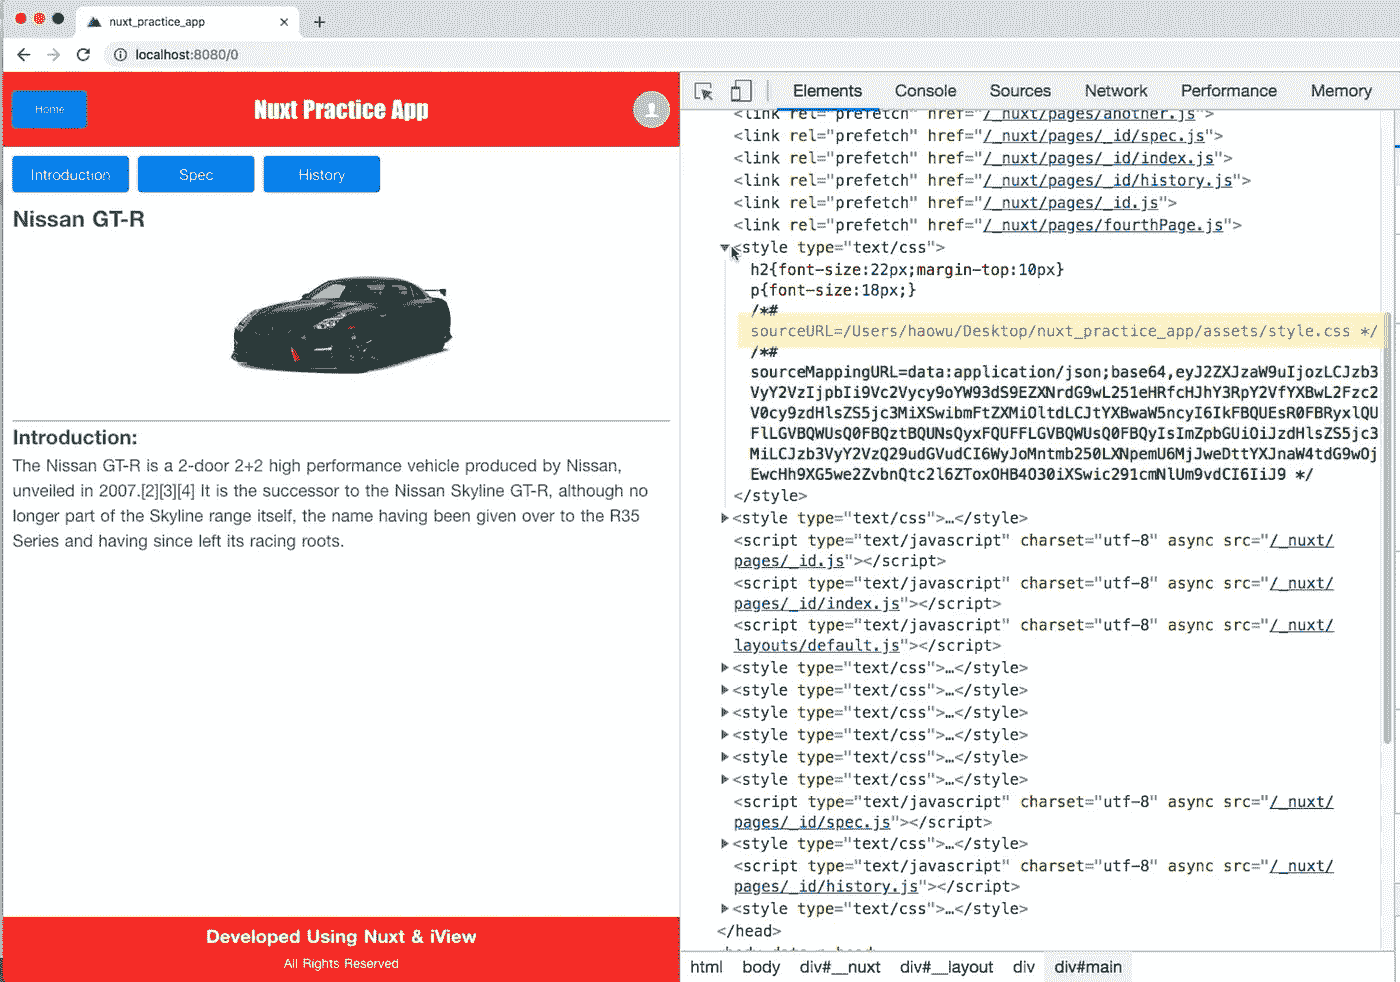 nuxt_practice_app
localhost:8080/0
Home
Nuxt Practice App
Introduction Spec History
Nissan GT-R
Introduction:
The Nissan GT-R is a 2-door 2+2 high performance vehicle produced by Nissan,
unveiled in 2007.[2][3][4] It is the successor to the Nissan Skyline GT-R, although no
longer part of the Skyline range itself, the name having been given over to the R35
Series and having since left its racing roots.
Developed Using Nuxt & iView
All Rights Reserved
Elements Console Sources Network Performance Memory
<link rel="prefetch" href="/_nuxt/pages/another.js">
<link rel="prefetch" href="/_nuxt/pages/_id/spec.js">
<link rel="prefetch" href="/_nuxt/pages/_id/index.js">
<link rel="prefetch" href="/_nuxt/pages/_id/history.js">
<link rel="prefetch" href="/_nuxt/pages/_id.js">
<link rel="prefetch" href="/_nuxt/pages/fourthPage.js">
<style type="text/css">
h2{font-size:22px;margin-top:10px}
p{font-size:18px;}
/*#
sourceURL=/Users/haowu/Desktop/nuxt_practice_app/assets/style.css */
/*#
sourceMappingURL=data:application/json;base64,eyJ2ZXJzaW9uIjozLCJzb3
</style>
<style type="text/css">…</style>
<script type="text/javascript" charset="utf-8" async src="/_nuxt/
pages/_id.js"></script>
<script type="text/javascript" charset="utf-8" async src="/_nuxt/
pages/_id/index.js"></script>
<script type="text/javascript" charset="utf-8" async src="/_nuxt/
layouts/default.js"></script>
<style type="text/css">…</style>
<style type="text/css">…</style>
<style type="text/css">…</style>
<style type="text/css">…</style>
<style type="text/css">…</style>
<style type="text/css">…</style>
<script type="text/javascript" charset="utf-8" async src="/_nuxt/
pages/_id/spec.js"></script>
<style type="text/css">…</style>
<script type="text/javascript" charset="utf-8" async src="/_nuxt/
pages/_id/history.js"></script>
<style type="text/css">…</style>
</head>
html body div#__nuxt div#__layout div div#main